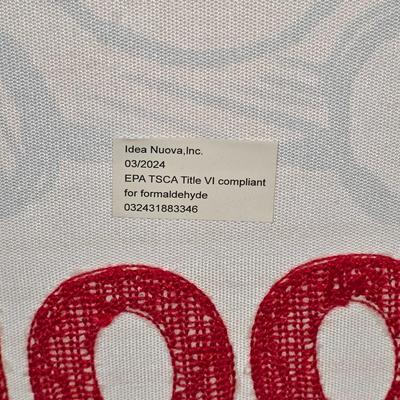 Idea Nuova,Inc.
03/2024
EPA TSCA Title VI compliant
for formaldehyde
032431883346